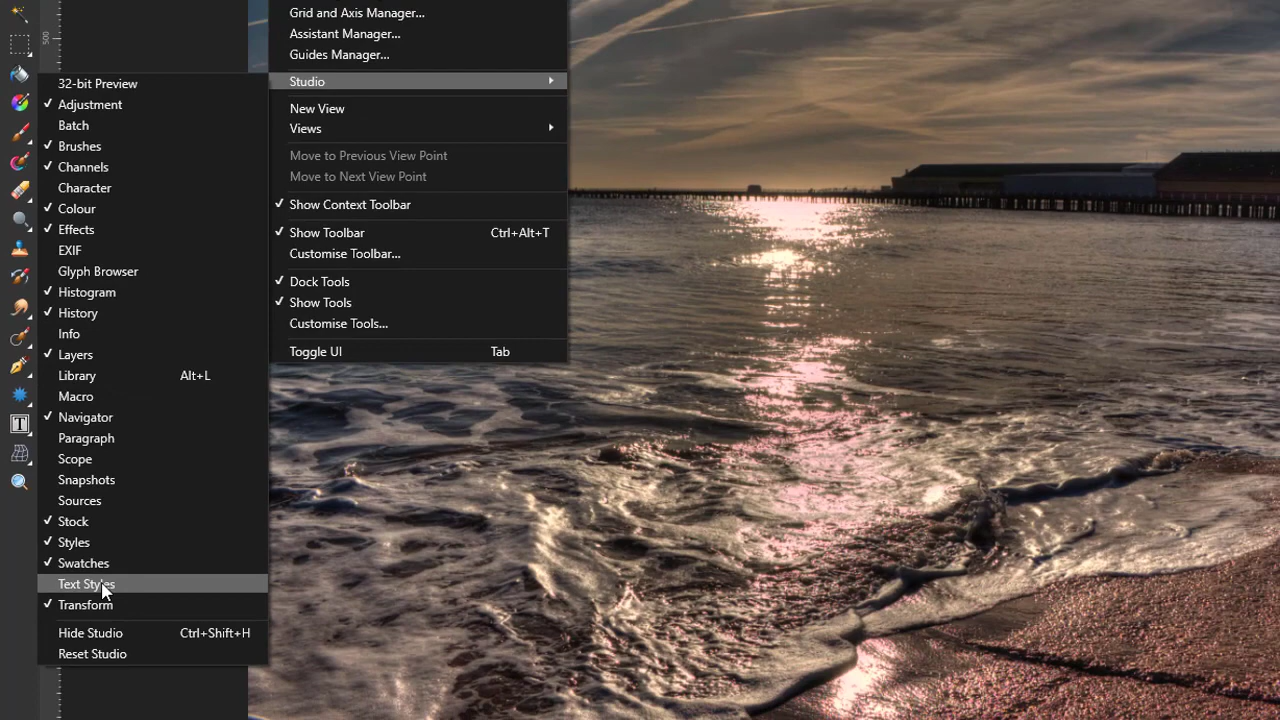 Grid and Axis Manager...
Assistant Manager...
Guides Manager...
Studio
New View
Views
Move to Previous View Point
Move to Next View Point
Show Context Toolbar
Show Toolbar Ctrl+Alt+T
Customise Toolbar...
Dock Tools
Show Tools
Customise Tools...
Toggle UI Tab
500
32-bit Preview
Adjustment
Batch
Brushes
Channels
Character
Colour
Effects
EXIF
Glyph Browser
Histogram
History
Info
Layers
Library Alt+L
Macro
Navigator
Paragraph
Scope
Snapshots
Sources
Stock
Styles
Swatches
Text Styles
Transform
Hide Studio Ctrl+Shift+H
Reset Studio